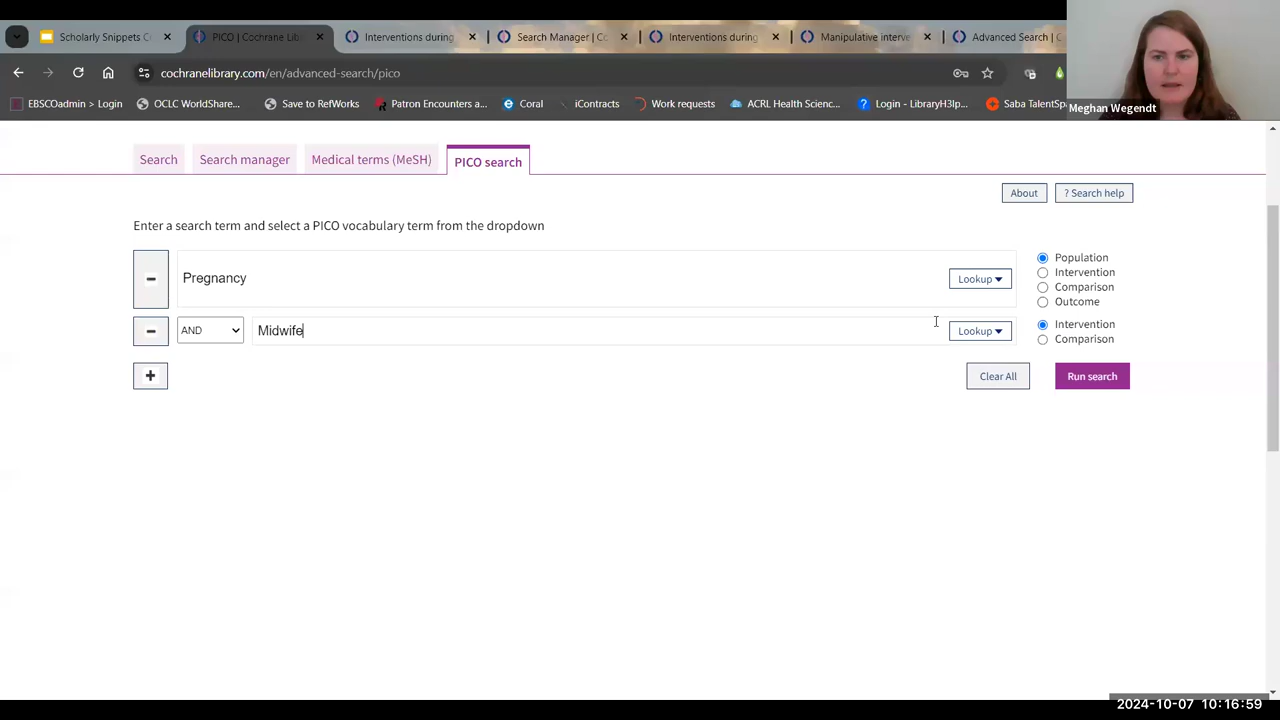 Scholarly Snippets C
PICO | Cochrane Lib
Interventions during
Search Manager | Co
Interventions during
Manipulative interve
Advanced Search | C
cochranelibrary.com/en/advanced-search/pico
EBSCOadmin > Login
OCLC WorldShare...
Save to RefWorks
Patron Encounters a...
Coral
iContracts
Work requests
ACRL Health Scienc...
Login - LibraryH3lp...
Saba TalentSp
Meghan Wegendt
Search
Search manager
Medical terms (MeSH)
PICO search
About
? Search help
Enter a search term and select a PICO vocabulary term from the dropdown
Pregnancy
Lookup
Population
Intervention
Comparison
Outcome
AND
Midwife
Lookup
Intervention
Comparison
Clear All
Run search
2024-10-07 10:16:59